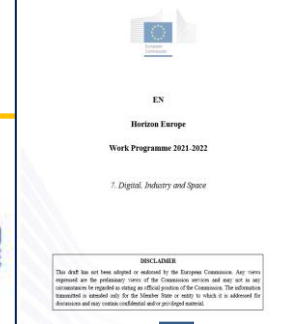 European
Commission
EN
Horizon Europe
Work Programme 2021-2022
7. Digital, Industry and Space
DISCLAIMER
This draft has not been adopted or endorsed by the European Commission. Any views
expressed are the preliminary views of the Commission services and may not in any
circumstances be regarded as stating an official position of the Commission. The information
transmitted is intended only for the Member State or entity to which it is addressed for
discussions and may contain confidential and/or privileged material.